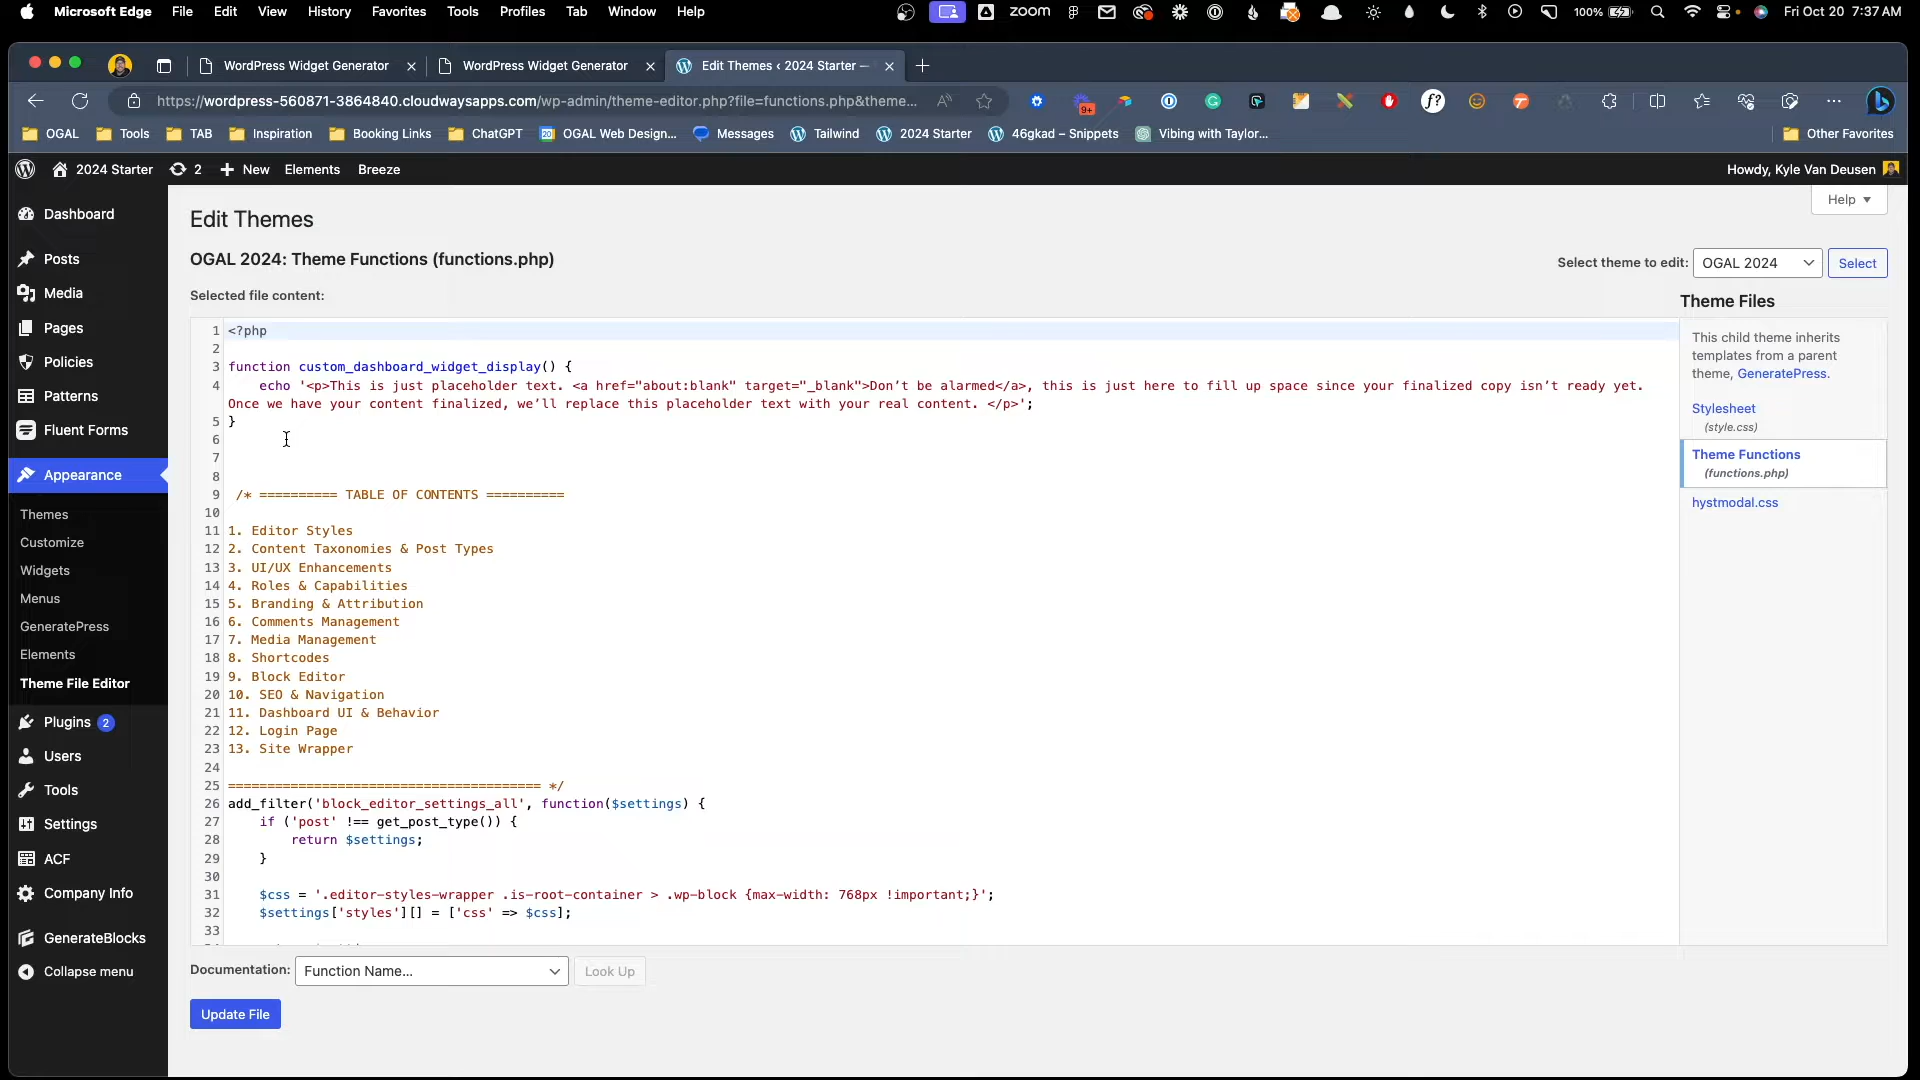 Microsoft Edge File Edit View History Favorites Tools Profiles Tab Window Help
zoom 100% Fri Oct 20 7:37 AM
WordPress Widget Generator WordPress Widget Generator Edit Themes ‹ 2024 Starter —
https://wordpress-560871-3864840.cloudwaysapps.com/wp-admin/theme-editor.php?file=functions.php&theme...
9+
OGAL Tools TAB Inspiration Booking Links ChatGPT 20 OGAL Web Design... Messages Tailwind 2024 Starter 46gkad – Snippets Vibing with Taylor... Other Favorites
2024 Starter 2 New Elements Breeze Howdy, Kyle Van Deusen
Help
Dashboard
Posts
Media
Pages
Policies
Patterns
Fluent Forms
Appearance
Themes
Customize
Widgets
Menus
GeneratePress
Elements
Theme File Editor
Plugins 2
Users
Tools
Settings
ACF
Company Info
GenerateBlocks
Collapse menu
Edit Themes
OGAL 2024: Theme Functions (functions.php)
Select theme to edit: OGAL 2024 Select
Selected file content:
1 <?php
2
3 function custom_dashboard_widget_display() {
4 echo '<p>This is just placeholder text. <a href="about:blank" target="_blank">Don’t be alarmed</a>, this is just here to fill up space since your finalized copy isn’t ready yet.
Once we have your content finalized, we’ll replace this placeholder text with your real content. </p>';
5 }
6
7
8
9 /* ========== TABLE OF CONTENTS ==========
10
11 1. Editor Styles
12 2. Content Taxonomies & Post Types
13 3. UI/UX Enhancements
14 4. Roles & Capabilities
15 5. Branding & Attribution
16 6. Comments Management
17 7. Media Management
18 8. Shortcodes
19 9. Block Editor
20 10. SEO & Navigation
21 11. Dashboard UI & Behavior
22 12. Login Page
23 13. Site Wrapper
24
25 ======================================== */
26 add_filter('block_editor_settings_all', function($settings) {
27 if ('post' !== get_post_type()) {
28 return $settings;
29 }
30
31 $css = '.editor-styles-wrapper .is-root-container > .wp-block {max-width: 768px !important;}';
32 $settings['styles'][] = ['css' => $css];
33
Theme Files
This child theme inherits
templates from a parent
theme, GeneratePress.
Stylesheet
(style.css)
Theme Functions
(functions.php)
hystmodal.css
Documentation: Function Name... Look Up
Update File